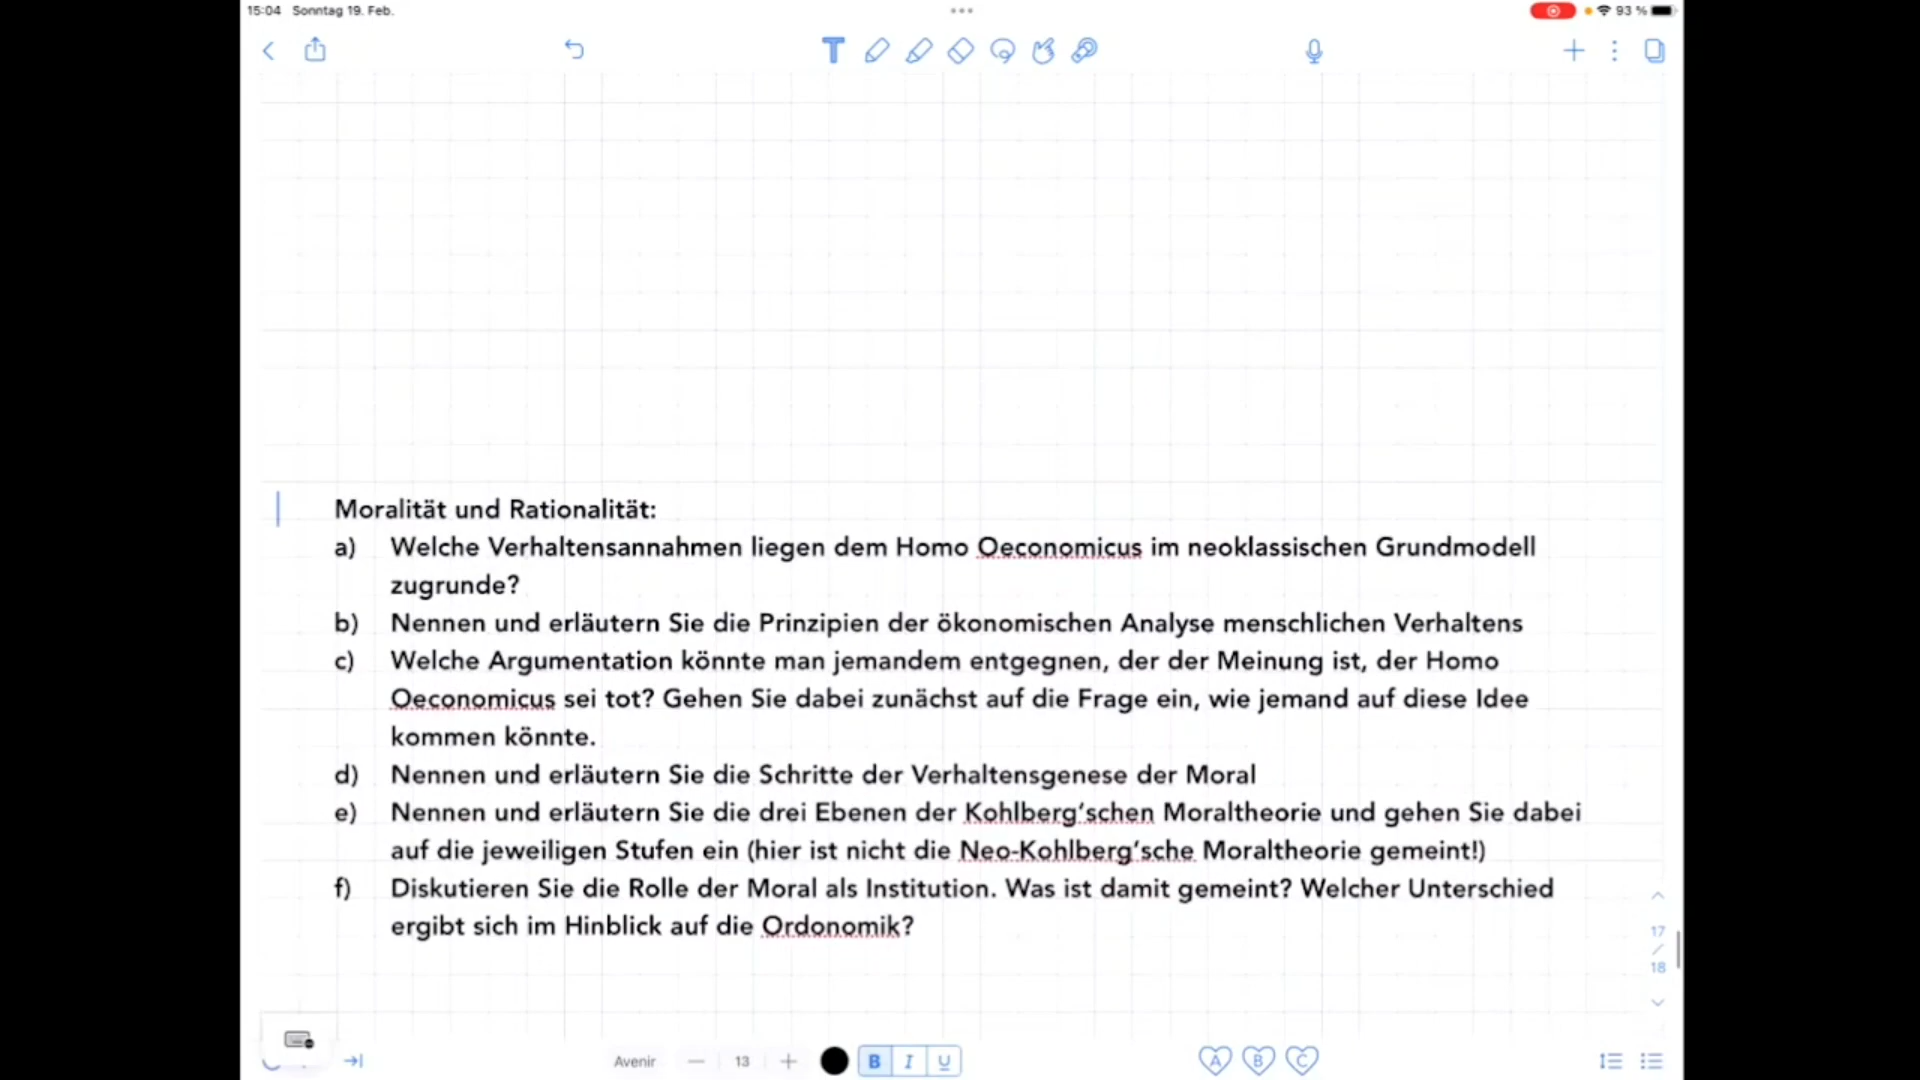 15:04 Sonntag 19. Feb.
93 %
Moralität und Rationalität:
a) Welche Verhaltensannahmen liegen dem Homo Oeconomicus im neoklassischen Grundmodell
zugrunde?
b) Nennen und erläutern Sie die Prinzipien der ökonomischen Analyse menschlichen Verhaltens
c) Welche Argumentation könnte man jemandem entgegnen, der der Meinung ist, der Homo
Oeconomicus sei tot? Gehen Sie dabei zunächst auf die Frage ein, wie jemand auf diese Idee
kommen könnte.
d) Nennen und erläutern Sie die Schritte der Verhaltensgenese der Moral
e) Nennen und erläutern Sie die drei Ebenen der Kohlberg’schen Moraltheorie und gehen Sie dabei
auf die jeweiligen Stufen ein (hier ist nicht die Neo-Kohlberg’sche Moraltheorie gemeint!)
f) Diskutieren Sie die Rolle der Moral als Institution. Was ist damit gemeint? Welcher Unterschied
ergibt sich im Hinblick auf die Ordonomik?
17
/
18
Avenir — 13 + B I U A B C